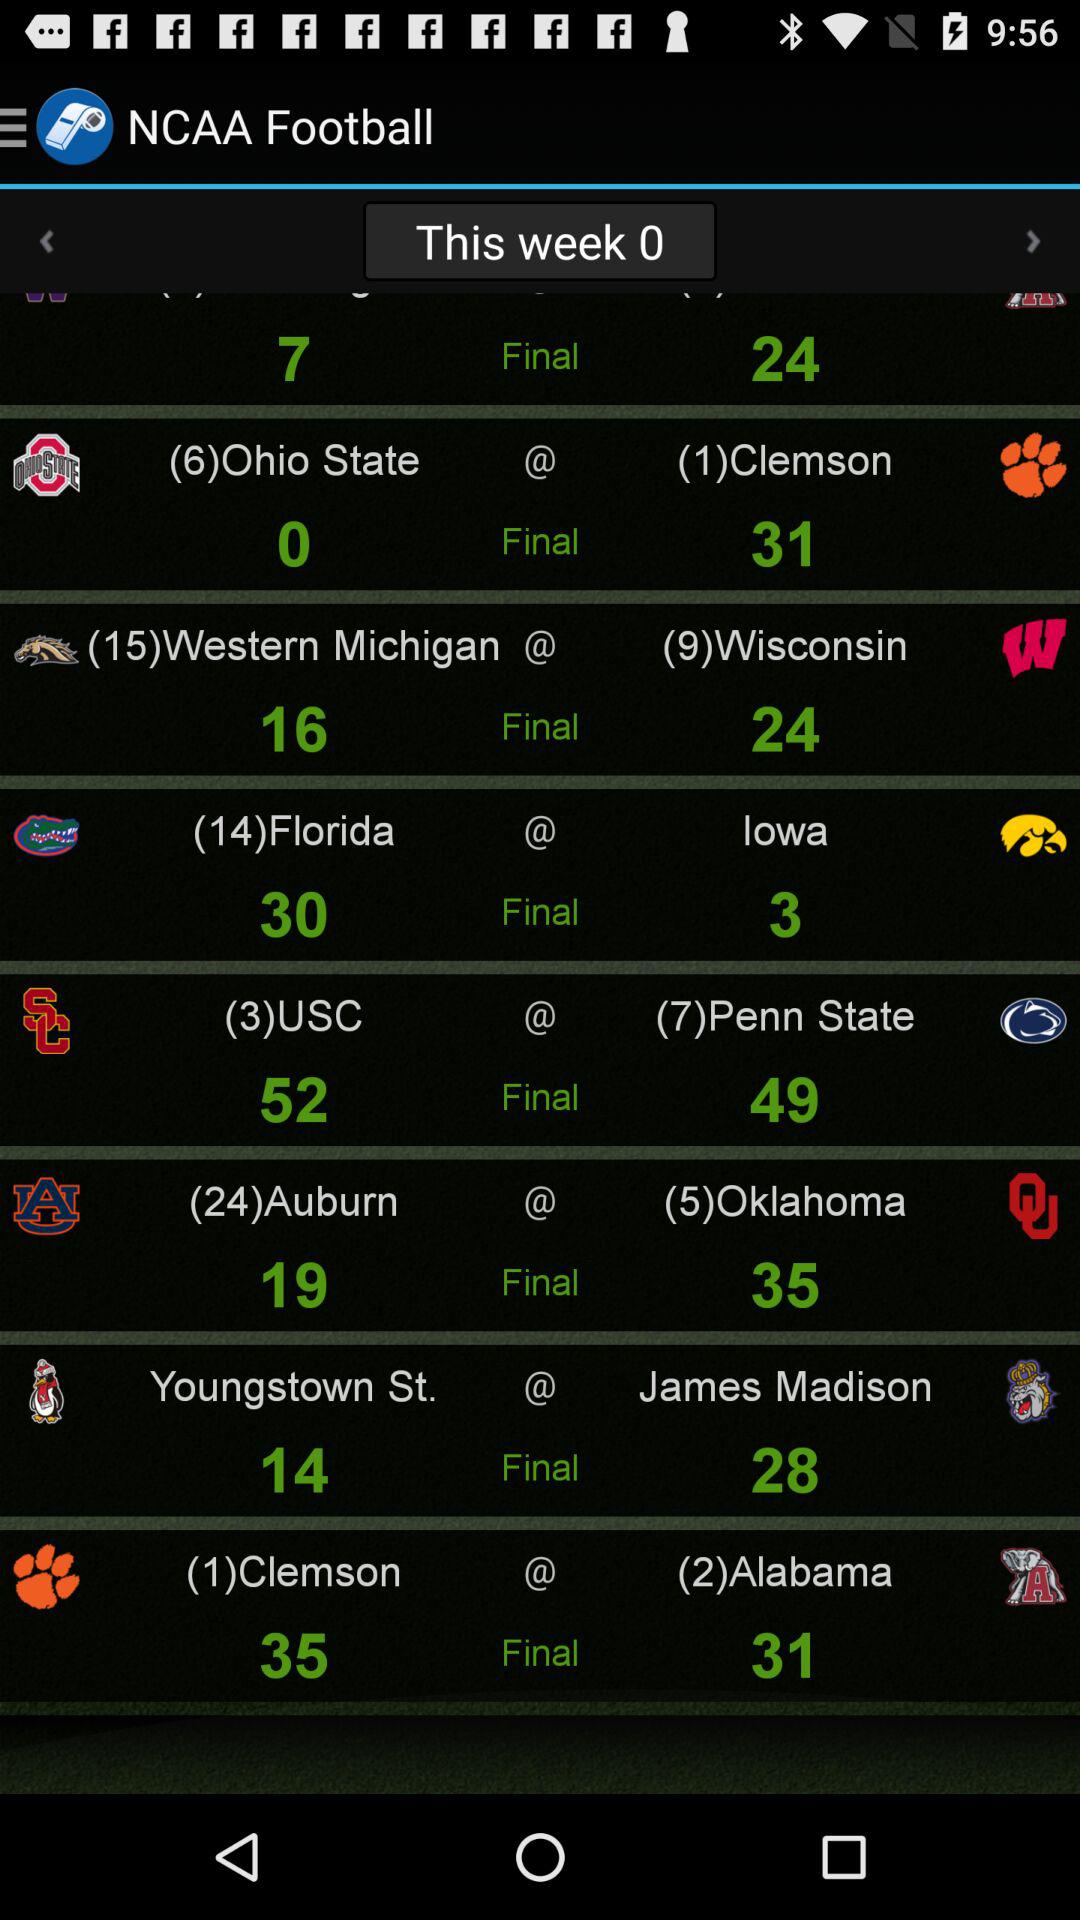 9:56
NCAA Football
This week 0
7 Final 24
(6)Ohio State @ (1)Clemson
0 Final 31
(15)Western Michigan @ (9)Wisconsin
16 Final 24
(14)Florida @ Iowa
30 Final 3
(3)USC @ (7)Penn State
52 Final 49
(24)Auburn @ (5)Oklahoma
19 Final 35
Youngstown St. @ James Madison
14 Final 28
(1)Clemson @ (2)Alabama
35 Final 31